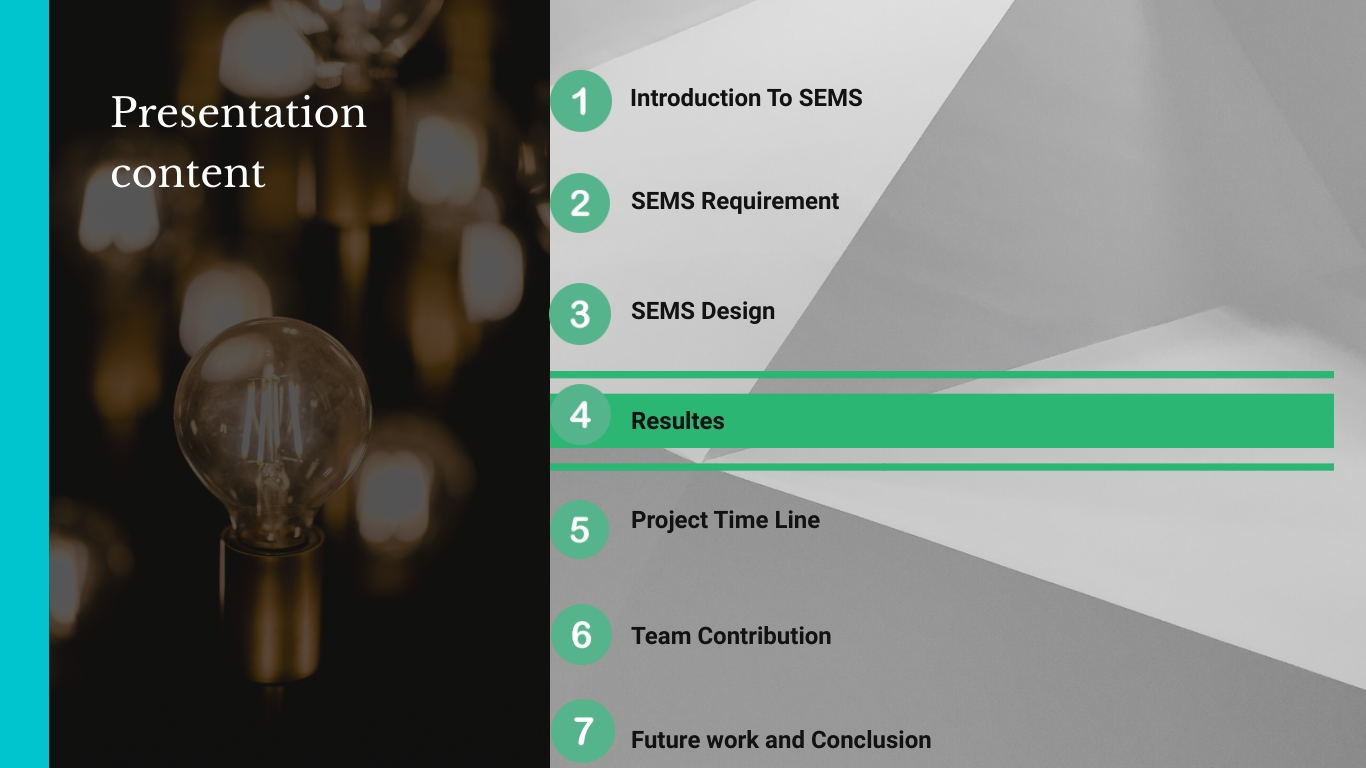 Presentation
content
1 Introduction To SEMS
2 SEMS Requirement
3 SEMS Design
4 Resultes
5 Project Time Line
6 Team Contribution
7 Future work and Conclusion